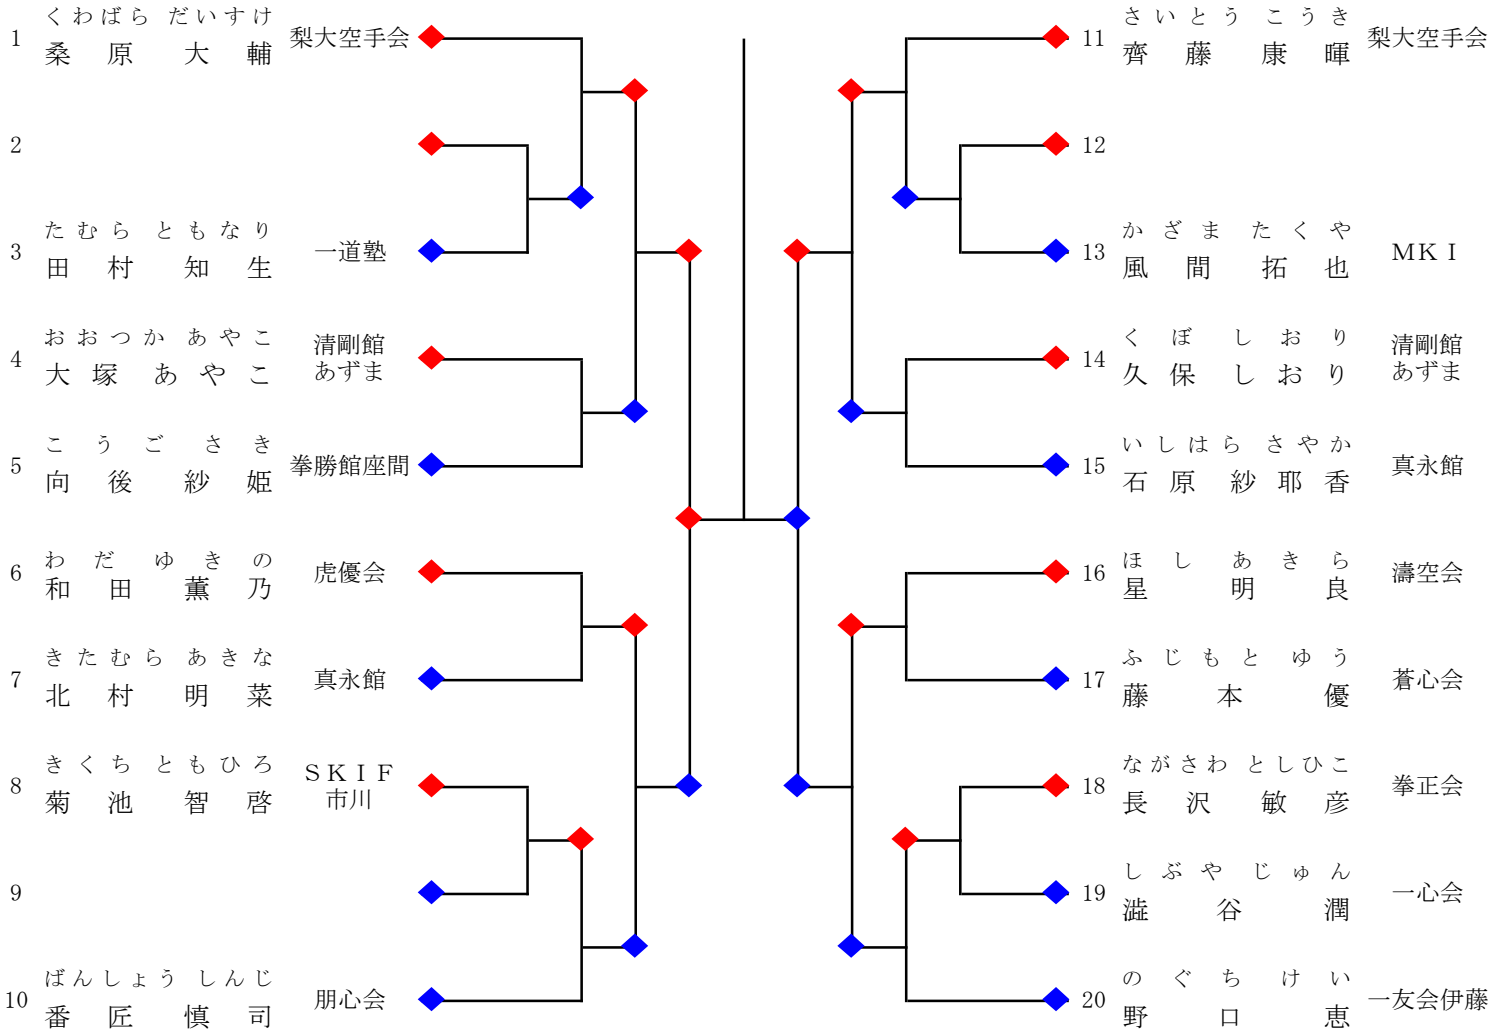 1
くわばら だいすけ
桑原 大輔
梨大空手会
2
3
たむら ともなり
田村 知生
一道塾
4
おおつか あやこ
大塚 あやこ
清剛館
あずま
5
こうご さき
向後 紗姫
拳勝館座間
6
わだ ゆきの
和田 薫乃
虎優会
7
きたむら あきな
北村 明菜
真永館
8
きくち ともひろ
菊池 智啓
ＳＫＩＦ
市川
9
10
ばんしょう しんじ
番匠 慎司
朋心会
11
さいとう こうき
齊藤 康暉
梨大空手会
12
13
かざま たくや
風間 拓也
ＭＫＩ
14
くぼ しおり
久保 しおり
清剛館
あずま
15
いしはら さやか
石原 紗耶香
真永館
16
ほし あきら
星 明良
濤空会
17
ふじもと ゆう
藤本 優
蒼心会
18
ながさわ としひこ
長沢 敏彦
拳正会
19
しぶや じゅん
澁谷 潤
一心会
20
のぐち けい
野口 恵
一友会伊藤